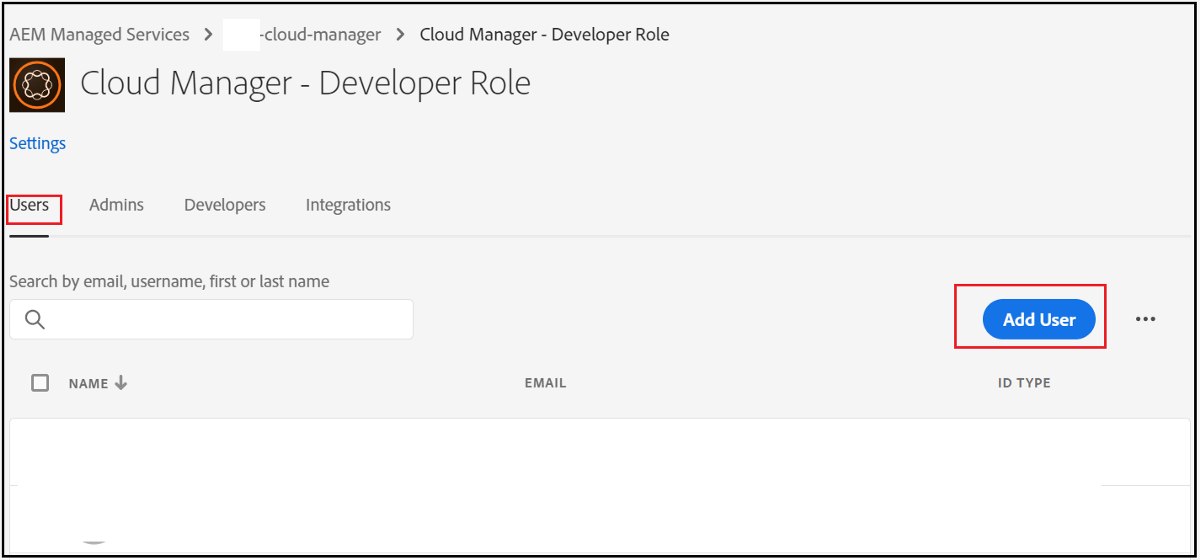 AEM Managed Services > -cloud-manager > Cloud Manager - Developer Role
Cloud Manager - Developer Role
Settings
Users Admins Developers Integrations
Search by email, username, first or last name
Add User ...
NAME ↓ EMAIL ID TYPE